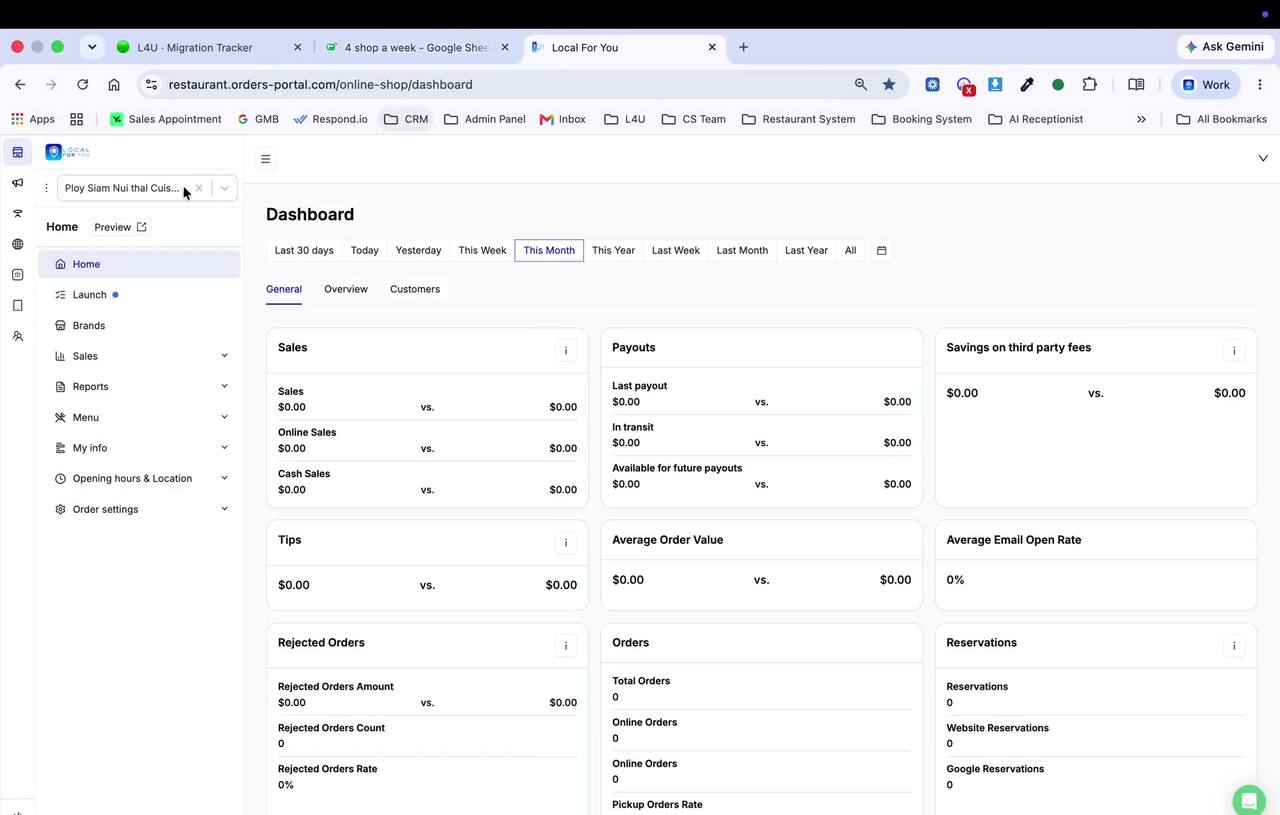 L4U · Migration Tracker
4 shop a week - Google Shee
Local For You
Ask Gemini
restaurant.orders-portal.com/online-shop/dashboard
Work
Apps
Sales Appointment
GMB
Respond.io
CRM
Admin Panel
Inbox
L4U
CS Team
Restaurant System
Booking System
AI Receptionist
All Bookmarks
LOCAL
FOR YOU
Ploy Siam Nui thai Cuis...
Home
Preview
Home
Launch
Brands
Sales
Reports
Menu
My info
Opening hours & Location
Order settings
Dashboard
Last 30 days Today Yesterday This Week This Month This Year Last Week Last Month Last Year All
General Overview Customers
Sales
Sales
$0.00 vs. $0.00
Online Sales
$0.00 vs. $0.00
Cash Sales
$0.00 vs. $0.00
Payouts
Last payout
$0.00 vs. $0.00
In transit
$0.00 vs. $0.00
Available for future payouts
$0.00 vs. $0.00
Savings on third party fees
$0.00 vs. $0.00
Tips
$0.00 vs. $0.00
Average Order Value
$0.00 vs. $0.00
Average Email Open Rate
0%
Rejected Orders
Rejected Orders Amount
$0.00 vs. $0.00
Rejected Orders Count
0
Rejected Orders Rate
0%
Orders
Total Orders
0
Online Orders
0
Online Orders
0
Pickup Orders Rate
Reservations
Reservations
0
Website Reservations
0
Google Reservations
0